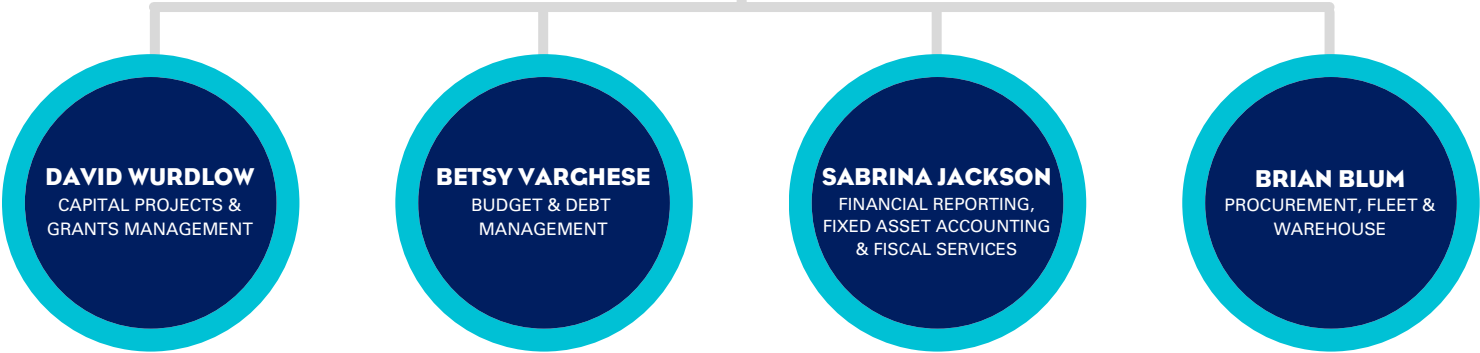 DAVID WURDLOW
CAPITAL PROJECTS &
GRANTS MANAGEMENT
BETSY VARGHESE
BUDGET & DEBT
MANAGEMENT
SABRINA JACKSON
FINANCIAL REPORTING,
FIXED ASSET ACCOUNTING
& FISCAL SERVICES
BRIAN BLUM
PROCUREMENT, FLEET &
WAREHOUSE